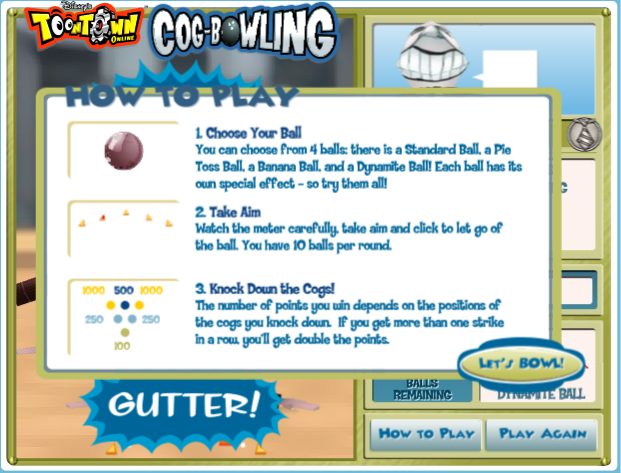 Disney's
TOONTOWN
ONLINE
COG-BOWLING
HOW TO PLAY
1. Choose Your Ball
You can choose from 4 balls: there is a Standard Ball, a Pie
Toss Ball, a Banana Ball, and a Dynamite Ball! Each ball has its
own special effect - so try them all!
2. Take Aim
Watch the meter carefully, take aim and click to let go of
the ball. You have 10 balls per round.
1000 500 1000
250 250
100
3. Knock Down the Cogs!
The number of points you win depends on the positions of
the cogs you knock down. If you get more than one strike
in a row, you'll get double the points.
LET'S BOWL!
BALLS
REMAINING
DYNAMITE BALL
GUTTER!
HOW TO PLAY
PLAY AGAIN